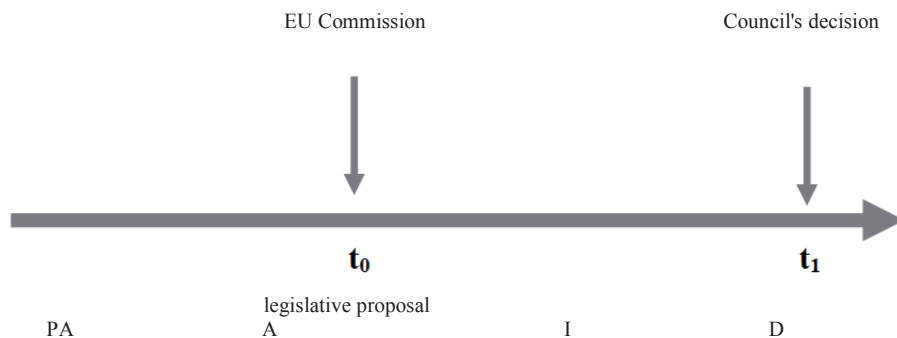 EU Commission Council's decision
t₀ t₁
legislative proposal
PA A I D